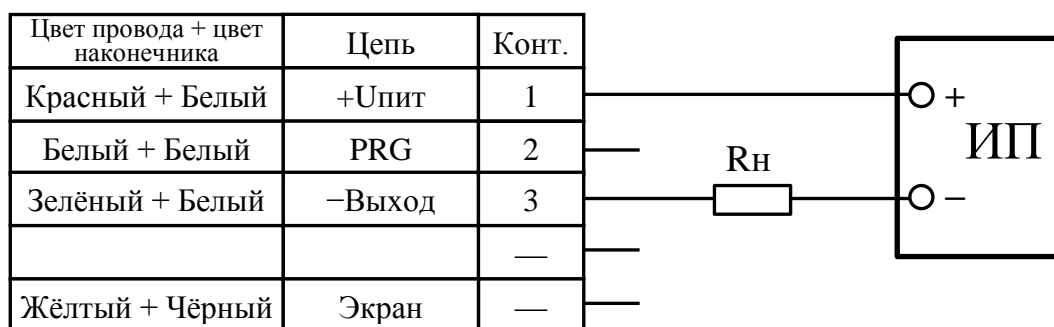 Цвет провода + цвет
наконечника
Цепь
Конт.
Красный + Белый
+Uпит
1
+
ИП
Белый + Белый
PRG
2
Rн
Зелёный + Белый
−Выход
3
−
—
Жёлтый + Чёрный
Экран
—